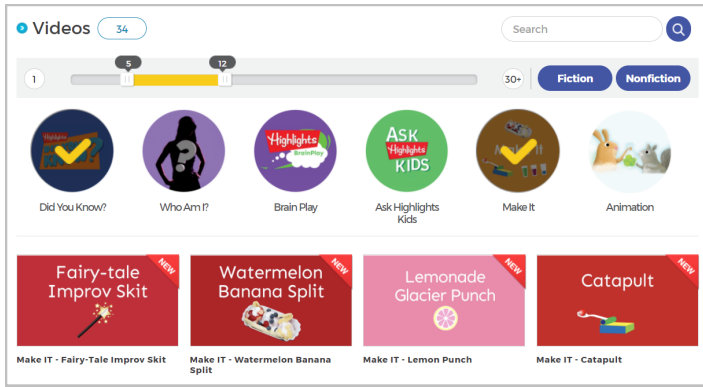 Videos 34
Search
5 12
1 30+ Fiction Nonfiction
Highlights
Highlights
BrainPlay
ASK
Highlights
KIDS
Did You Know? Who Am I? Brain Play Ask Highlights Make It Animation
Kids
Fairy-tale
Improv Skit
NEW
Watermelon
Banana Split
NEW
Lemonade
Glacier Punch
NEW
Catapult
NEW
Make IT - Fairy-Tale Improv Skit
Make IT - Watermelon Banana
Split
Make IT - Lemon Punch
Make IT - Catapult